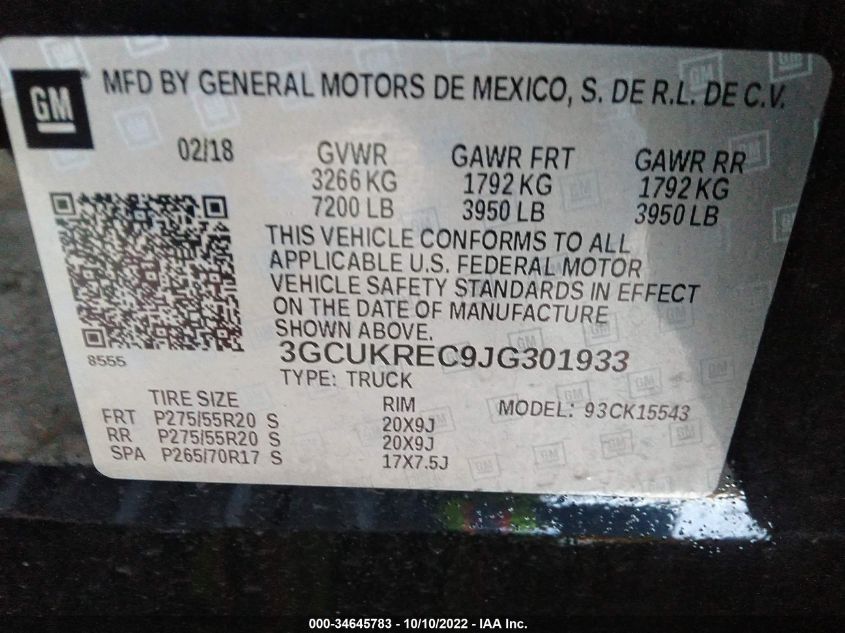 GM
MFD BY GENERAL MOTORS DE MEXICO, S. DE R.L. DE C.V.
02/18
GVWR GAWR FRT GAWR RR
3266 KG 1792 KG 1792 KG
7200 LB 3950 LB 3950 LB
THIS VEHICLE CONFORMS TO ALL
APPLICABLE U.S. FEDERAL MOTOR
VEHICLE SAFETY STANDARDS IN EFFECT
ON THE DATE OF MANUFACTURE
SHOWN ABOVE.
8555
3GCUKREC9JG301933
TYPE: TRUCK
TIRE SIZE RIM MODEL: 93CK15543
FRT P275/55R20 S 20X9J
RR P275/55R20 S 20X9J
SPA P265/70R17 S 17X7.5J
000-34645783 - 10/10/2022 - IAA Inc.